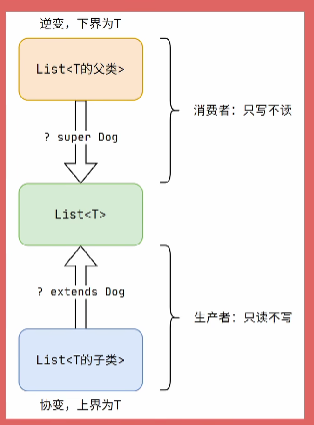 逆变，下界为T
List<T的父类>
消费者：只写不读
? super Dog
List<T>
? extends Dog
生产者：只读不写
List<T的子类>
协变，上界为T